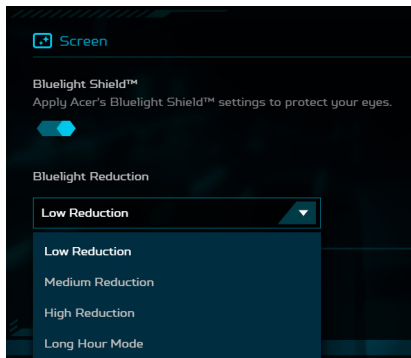 Screen
Bluelight Shield™
Apply Acer's Bluelight Shield™ settings to protect your eyes.
Bluelight Reduction
Low Reduction
Low Reduction
Medium Reduction
High Reduction
Long Hour Mode